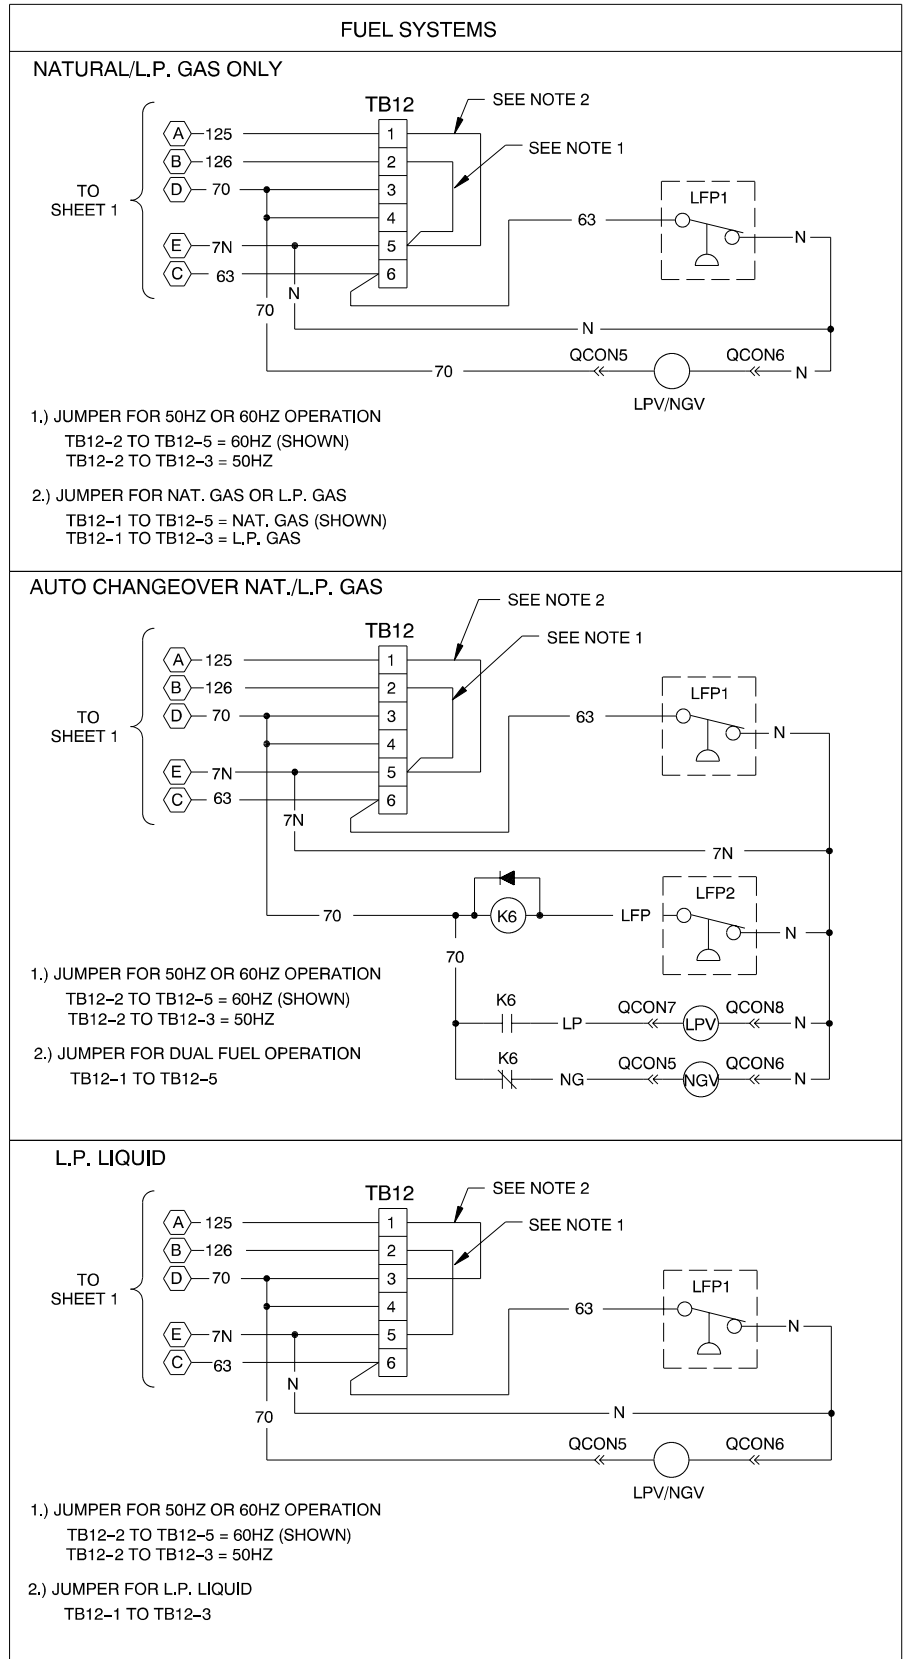 FUEL SYSTEMS
NATURAL/L.P. GAS ONLY
TB12
SEE NOTE 2
SEE NOTE 1
TO
SHEET 1
A 125 1
B 126 2
D 70 3
4
E 7N 5
C 63 6
63
LFP1
N
N
70
N
70
QCON5
QCON6
N
LPV/NGV
1.) JUMPER FOR 50HZ OR 60HZ OPERATION
TB12-2 TO TB12-5 = 60HZ (SHOWN)
TB12-2 TO TB12-3 = 50HZ
2.) JUMPER FOR NAT. GAS OR L.P. GAS
TB12-1 TO TB12-5 = NAT. GAS (SHOWN)
TB12-1 TO TB12-3 = L.P. GAS
AUTO CHANGEOVER NAT./L.P. GAS
TB12
SEE NOTE 2
SEE NOTE 1
TO
SHEET 1
A 125 1
B 126 2
D 70 3
4
E 7N 5
C 63 6
63
LFP1
N
7N
7N
70
K6
LFP
LFP2
N
70
K6
LP
QCON7
LPV
QCON8
N
K6
NG
QCON5
NGV
QCON6
N
1.) JUMPER FOR 50HZ OR 60HZ OPERATION
TB12-2 TO TB12-5 = 60HZ (SHOWN)
TB12-2 TO TB12-3 = 50HZ
2.) JUMPER FOR DUAL FUEL OPERATION
TB12-1 TO TB12-5
L.P. LIQUID
TB12
SEE NOTE 2
SEE NOTE 1
TO
SHEET 1
A 125 1
B 126 2
D 70 3
4
E 7N 5
C 63 6
63
LFP1
N
N
70
N
QCON5
QCON6
LPV/NGV
1.) JUMPER FOR 50HZ OR 60HZ OPERATION
TB12-2 TO TB12-5 = 60HZ (SHOWN)
TB12-2 TO TB12-3 = 50HZ
2.) JUMPER FOR L.P. LIQUID
TB12-1 TO TB12-3